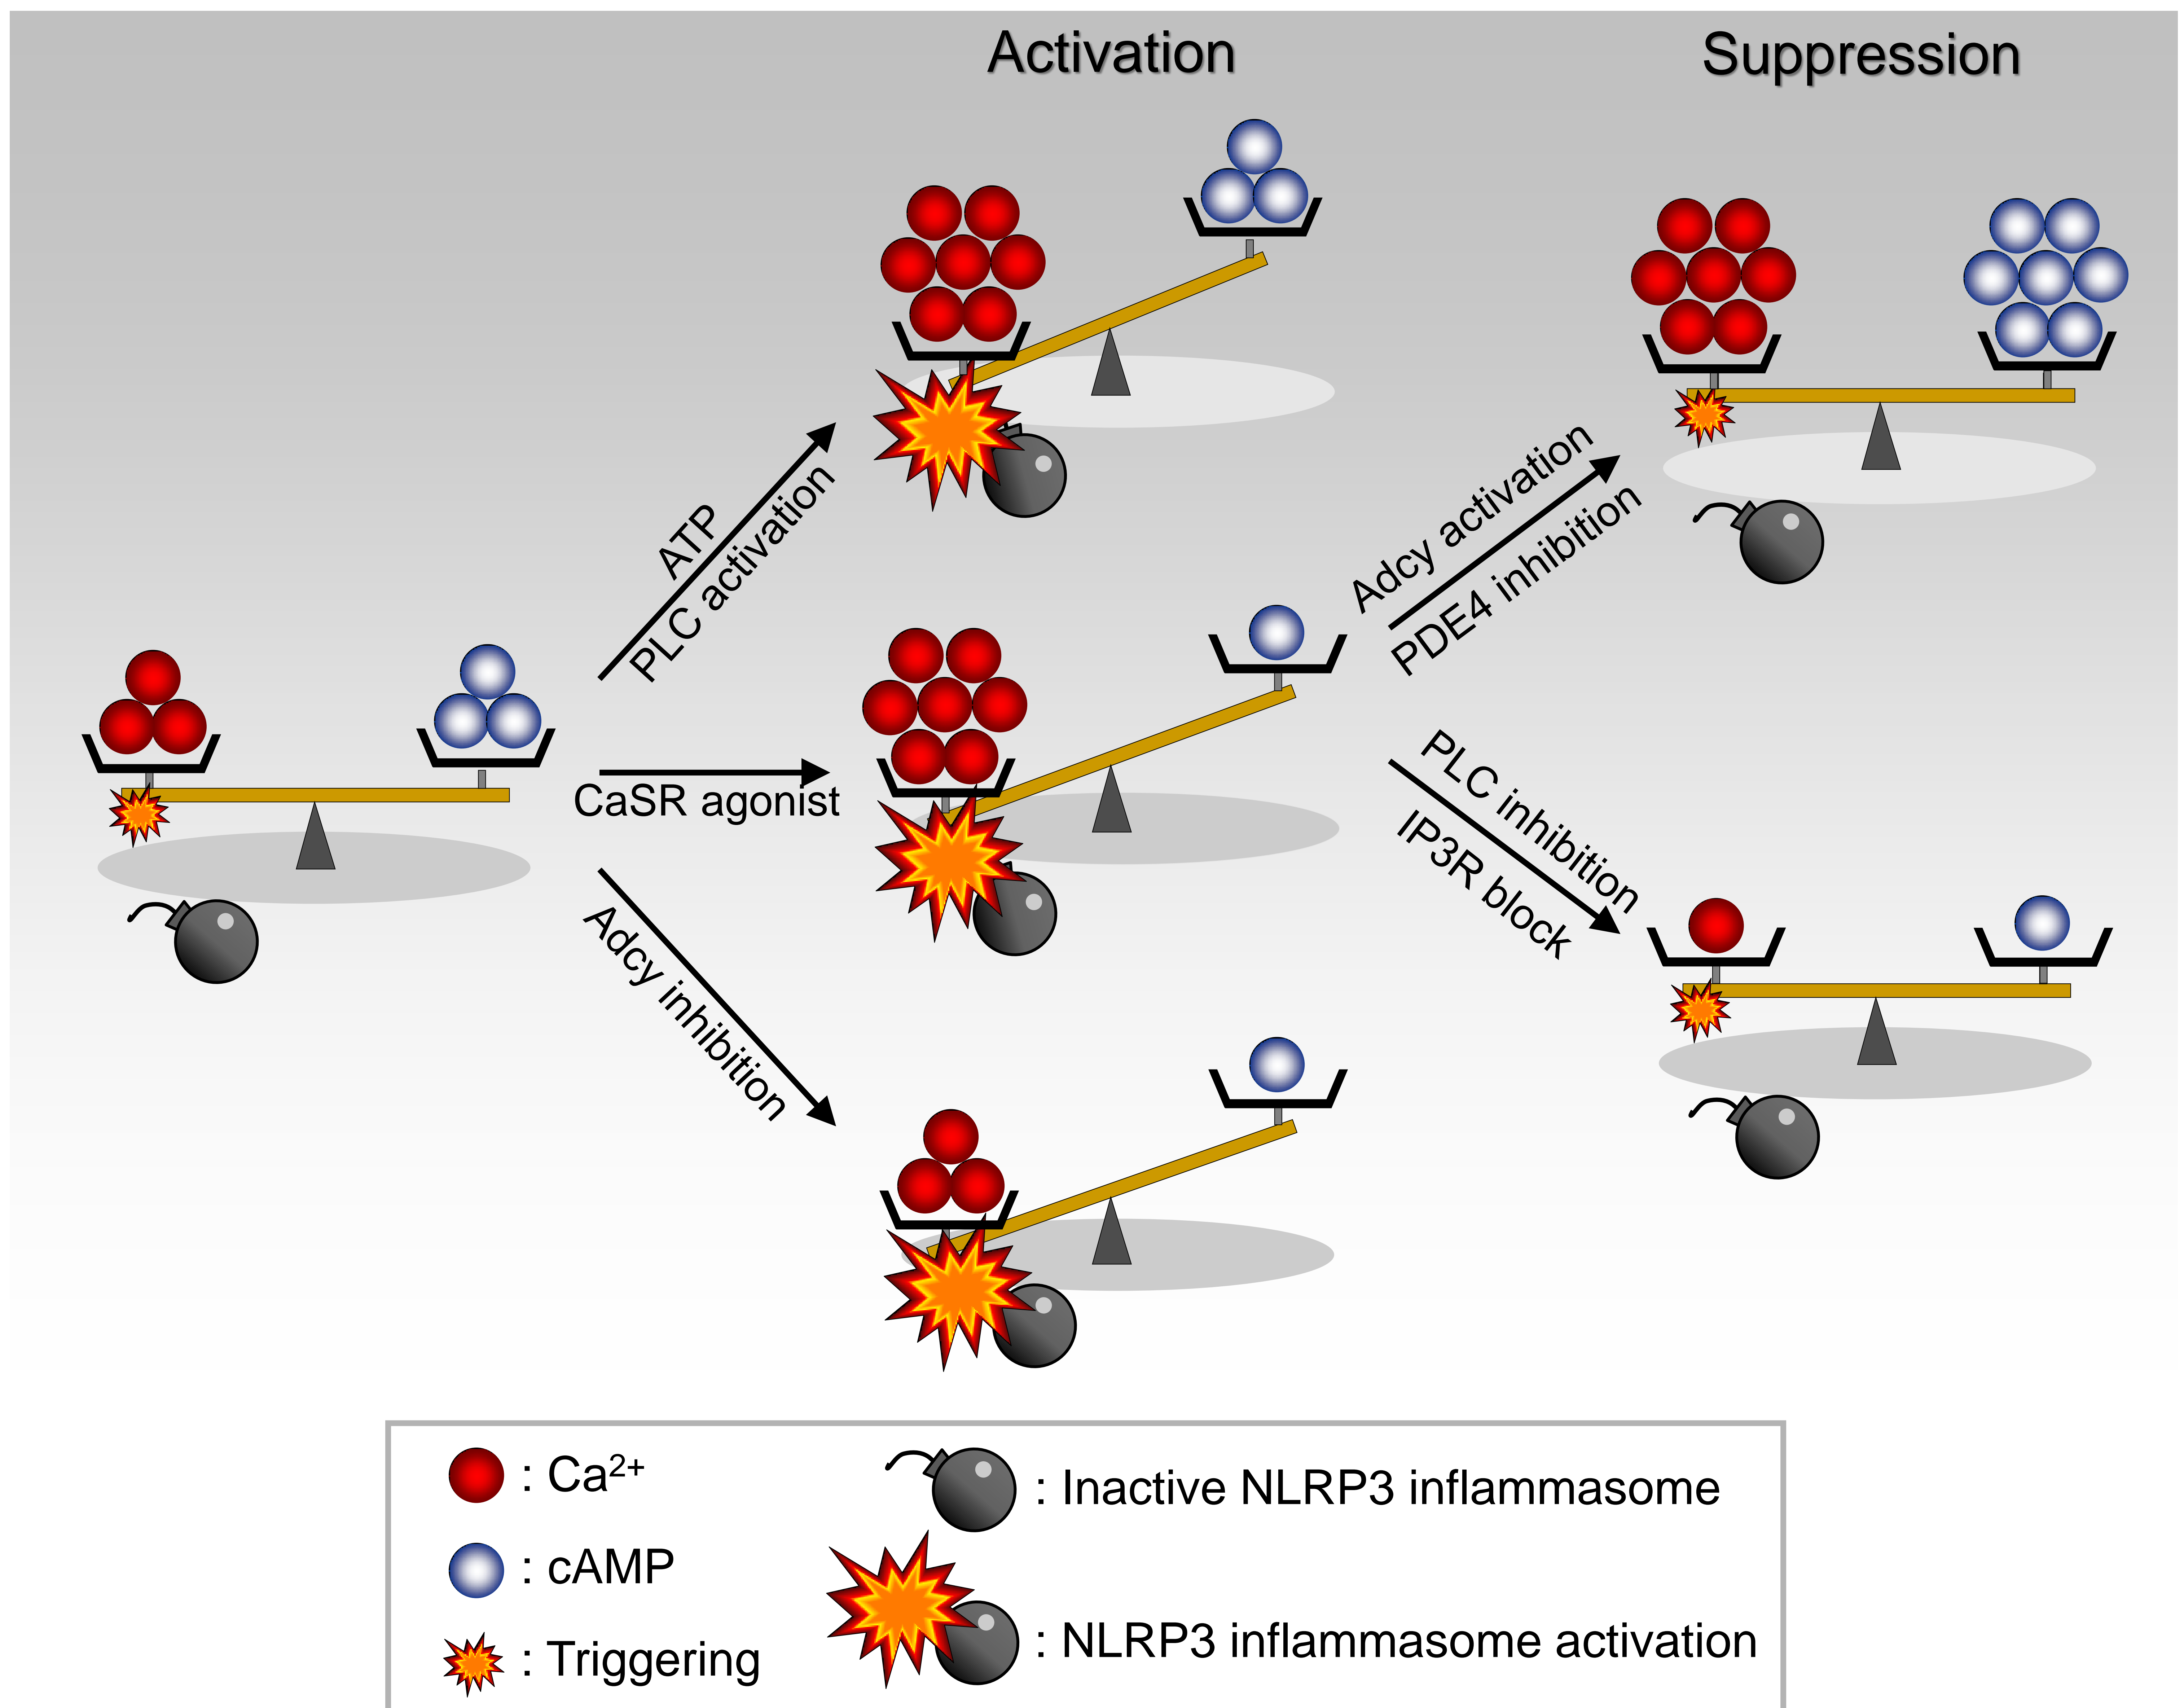 Activation
Suppression
ATP
PLC activation
CaSR agonist
Adcy inhibition
Adcy activation
PDE4 inhibition
PLC inhibition
IP3R block
: Ca²⁺
: cAMP
: Triggering
: Inactive NLRP3 inflammasome
: NLRP3 inflammasome activation